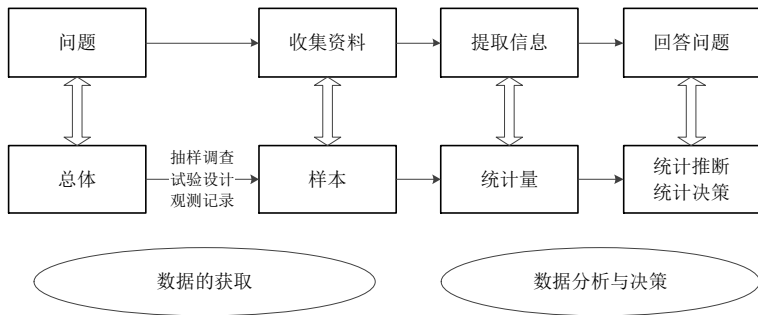 问题
收集资料
提取信息
回答问题
总体
抽样调查
试验设计
观测记录
样本
统计量
统计推断
统计决策
数据的获取
数据分析与决策